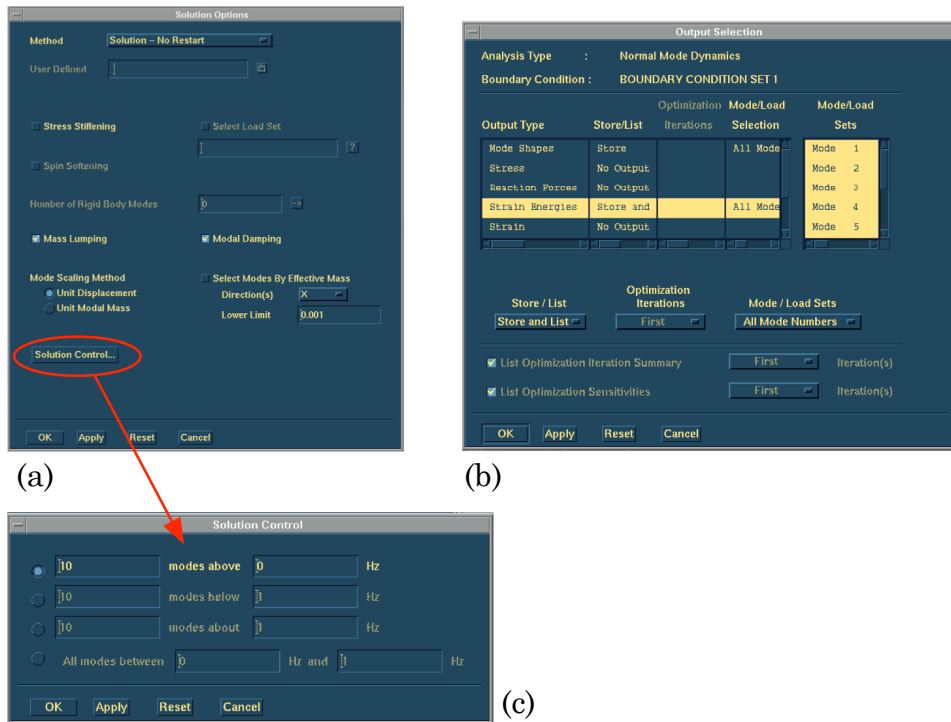 Solution Options
Method Solution – No Restart
User Defined
Stress Stiffening Select Load Set
?
Spin Softening
Number of Rigid Body Modes 0 ->
Mass Lumping Modal Damping
Mode Scaling Method Select Modes By Effective Mass
Unit Displacement Direction(s) X
Unit Modal Mass Lower Limit 0.001
Solution Control...
OK Apply Reset Cancel
(a)
Output Selection
Analysis Type : Normal Mode Dynamics
Boundary Condition : BOUNDARY CONDITION SET 1
Optimization Mode/Load Mode/Load
Output Type Store/List Iterations Selection Sets
Mode Shapes Store All Mode Mode 1
Stress No Output Mode 2
Reaction Forces No Output Mode 3
Strain Energies Store and All Mode Mode 4
Strain No Output Mode 5
Optimization
Store / List Iterations Mode / Load Sets
Store and List First All Mode Numbers
List Optimization Iteration Summary First Iteration(s)
List Optimization Sensitivities First Iteration(s)
OK Apply Reset Cancel
(b)
Solution Control
10 modes above 0 Hz
10 modes below 1 Hz
10 modes about 1 Hz
All modes between 0 Hz and 1 Hz
OK Apply Reset Cancel
(c)